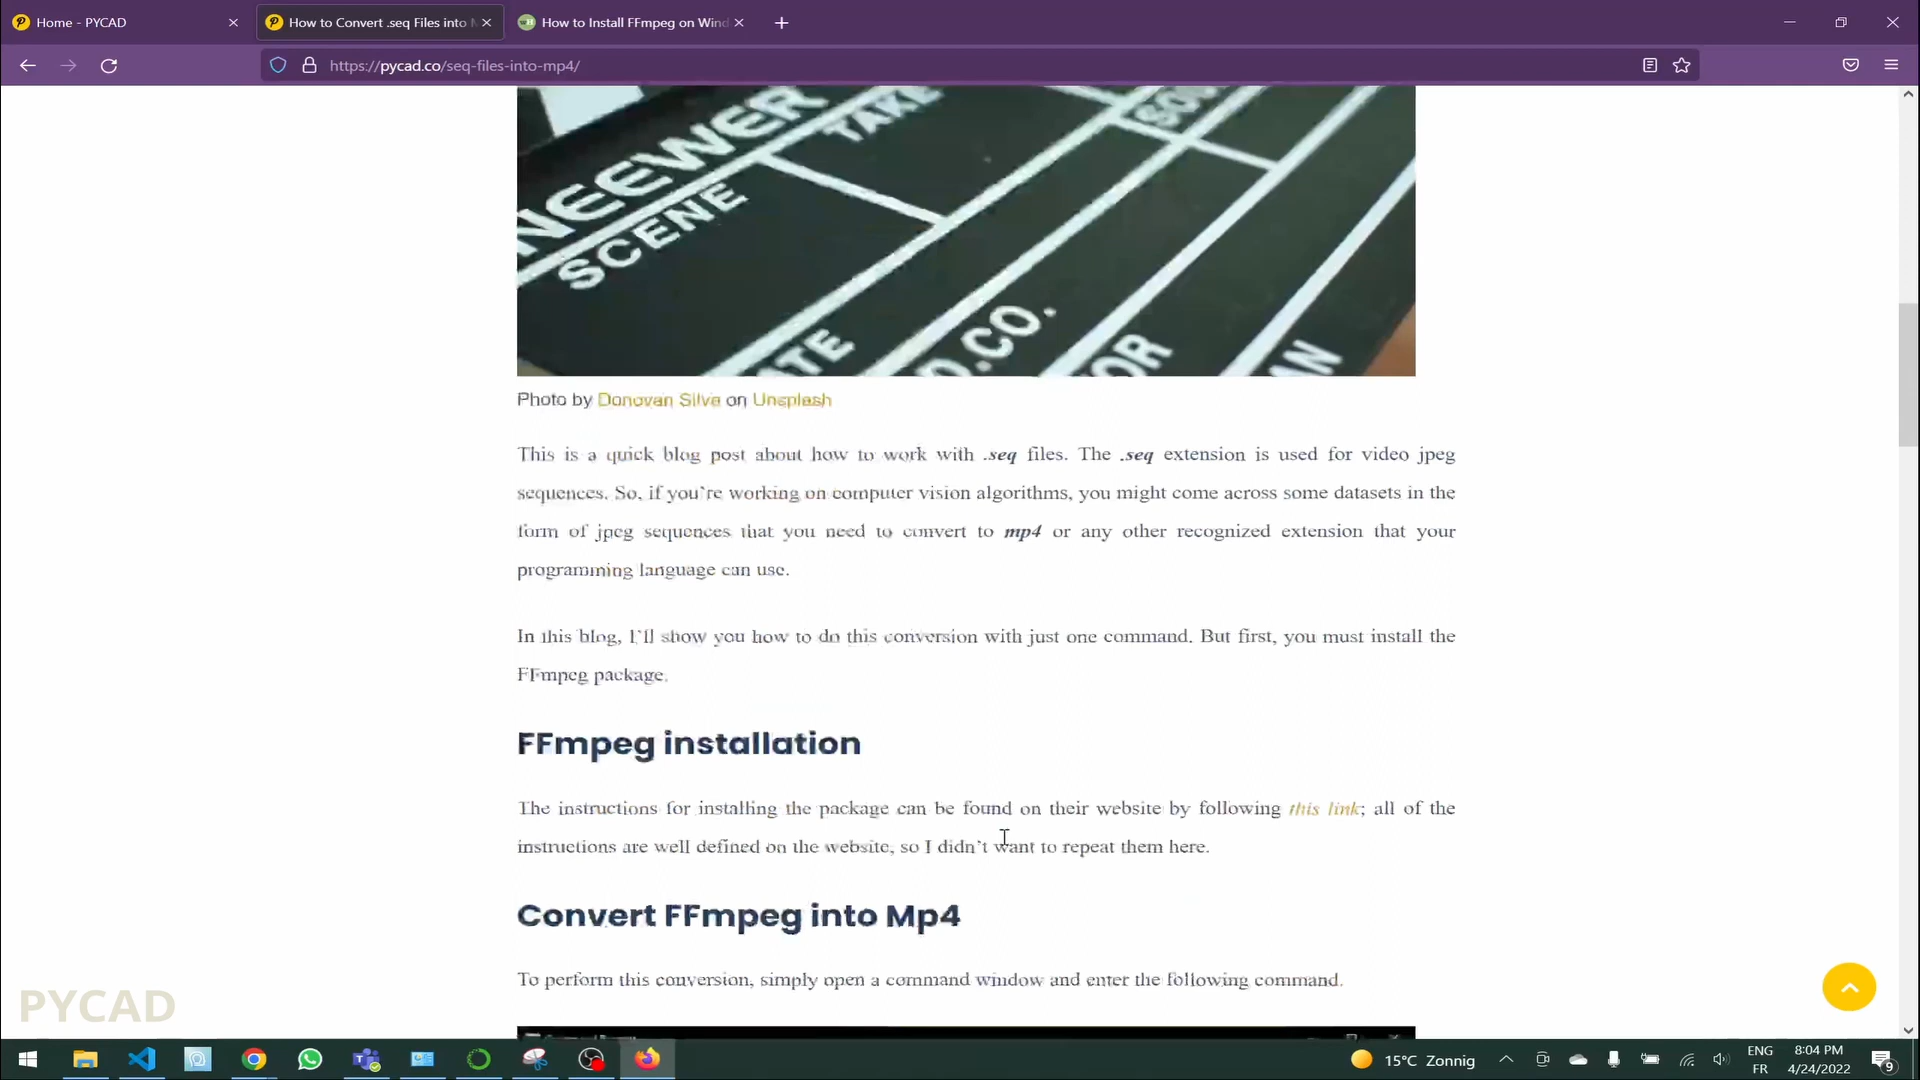 Home - PYCAD
How to Convert .seq Files into M
How to Install FFmpeg on Wind
https://pycad.co/seq-files-into-mp4/
NEEWER
TAKE
SOU
SCENE
ATE
D.CO.
TOR
AN
Photo by Donovan Silva on Unsplash
This is a quick blog post about how to work with .seq files. The .seq extension is used for video jpeg
sequences. So, if you're working on computer vision algorithms, you might come across some datasets in the
form of jpeg sequences that you need to convert to mp4 or any other recognized extension that your
programming language can use.
In this blog, I'll show you how to do this conversion with just one command. But first, you must install the
FFmpeg package.
FFmpeg installation
The instructions for installing the package can be found on their website by following this link; all of the
instructions are well defined on the website, so I didn't want to repeat them here.
Convert FFmpeg into Mp4
To perform this conversion, simply open a command window and enter the following command.
PYCAD
15°C Zonnig
ENG
FR
8:04 PM
4/24/2022
9